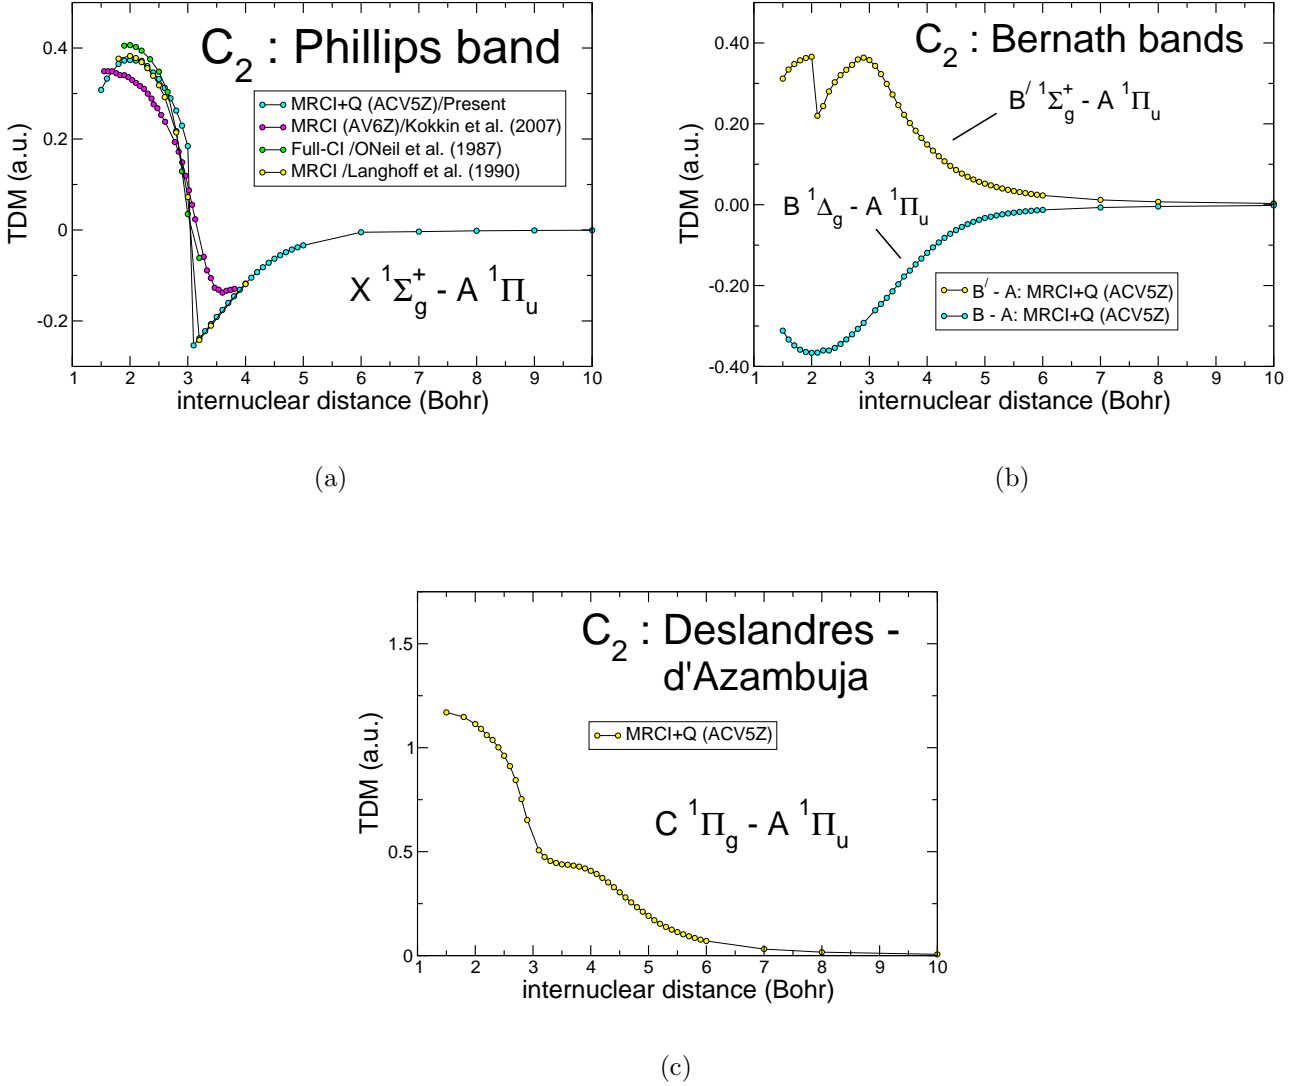 C2 : Phillips band
MRCI+Q (ACV5Z)/Present
MRCI (AV6Z)/Kokkin et al. (2007)
Full-CI /ONeil et al. (1987)
MRCI /Langhoff et al. (1990)
X ¹Σg⁺ - A ¹Πu
TDM (a.u.)
0.4
0.2
0
-0.2
1 2 3 4 5 6 7 8 9 10
internuclear distance (Bohr)
(a)
C2 : Bernath bands
B′ ¹Σg⁺ - A ¹Πu
B ¹Δg - A ¹Πu
B′ - A: MRCI+Q (ACV5Z)
B - A: MRCI+Q (ACV5Z)
TDM (a.u.)
0.40
0.20
0.00
-0.20
-0.40
1 2 3 4 5 6 7 8 9 10
internuclear distance (Bohr)
(b)
C2 : Deslandres -
d'Azambuja
MRCI+Q (ACV5Z)
C ¹Πg - A ¹Πu
TDM (a.u.)
1.5
1
0.5
0
1 2 3 4 5 6 7 8 9 10
internuclear distance (Bohr)
(c)